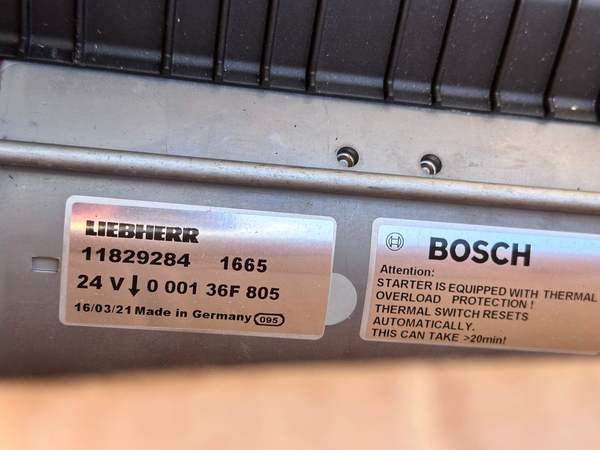 LIEBHERR
11829284 1665
24 V ↓ 0 001 36F 805
16/03/21 Made in Germany 095
BOSCH
Attention:
STARTER IS EQUIPPED WITH THERMAL
OVERLOAD PROTECTION!
THERMAL SWITCH RESETS
AUTOMATICALLY.
THIS CAN TAKE >20min!